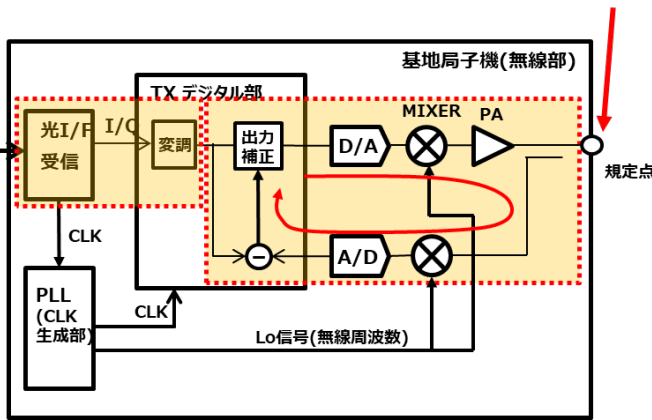 基地局子機(無線部)
TX デジタル部
MIXER
PA
光I/F
受信
I/Q
変調
出力
補正
D/A
規定点
CLK
−
A/D
PLL
(CLK
生成部)
CLK
Lo信号(無線周波数)